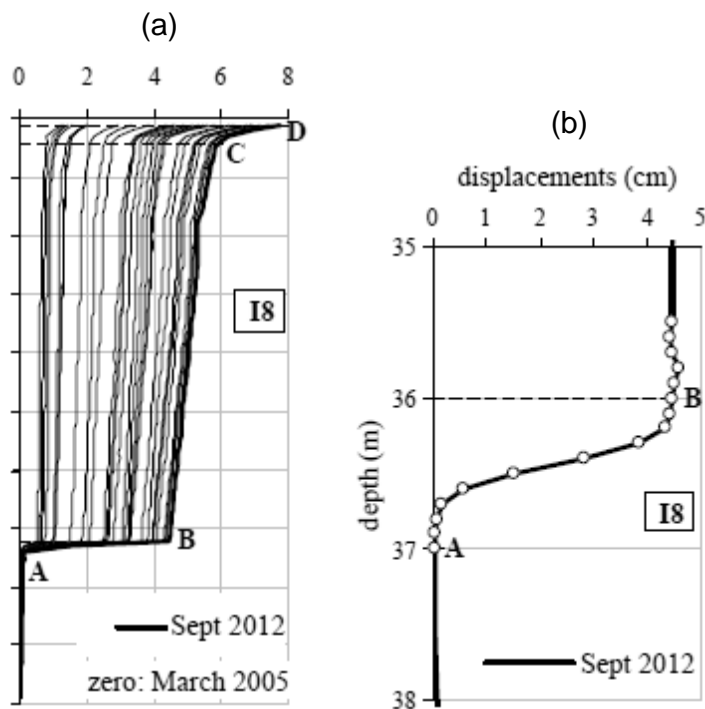 (a)
0 2 4 6 8
D
C
I8
B
A
Sept 2012
zero: March 2005
(b)
displacements (cm)
0 1 2 3 4 5
35
36
B
depth (m)
I8
37
A
Sept 2012
38